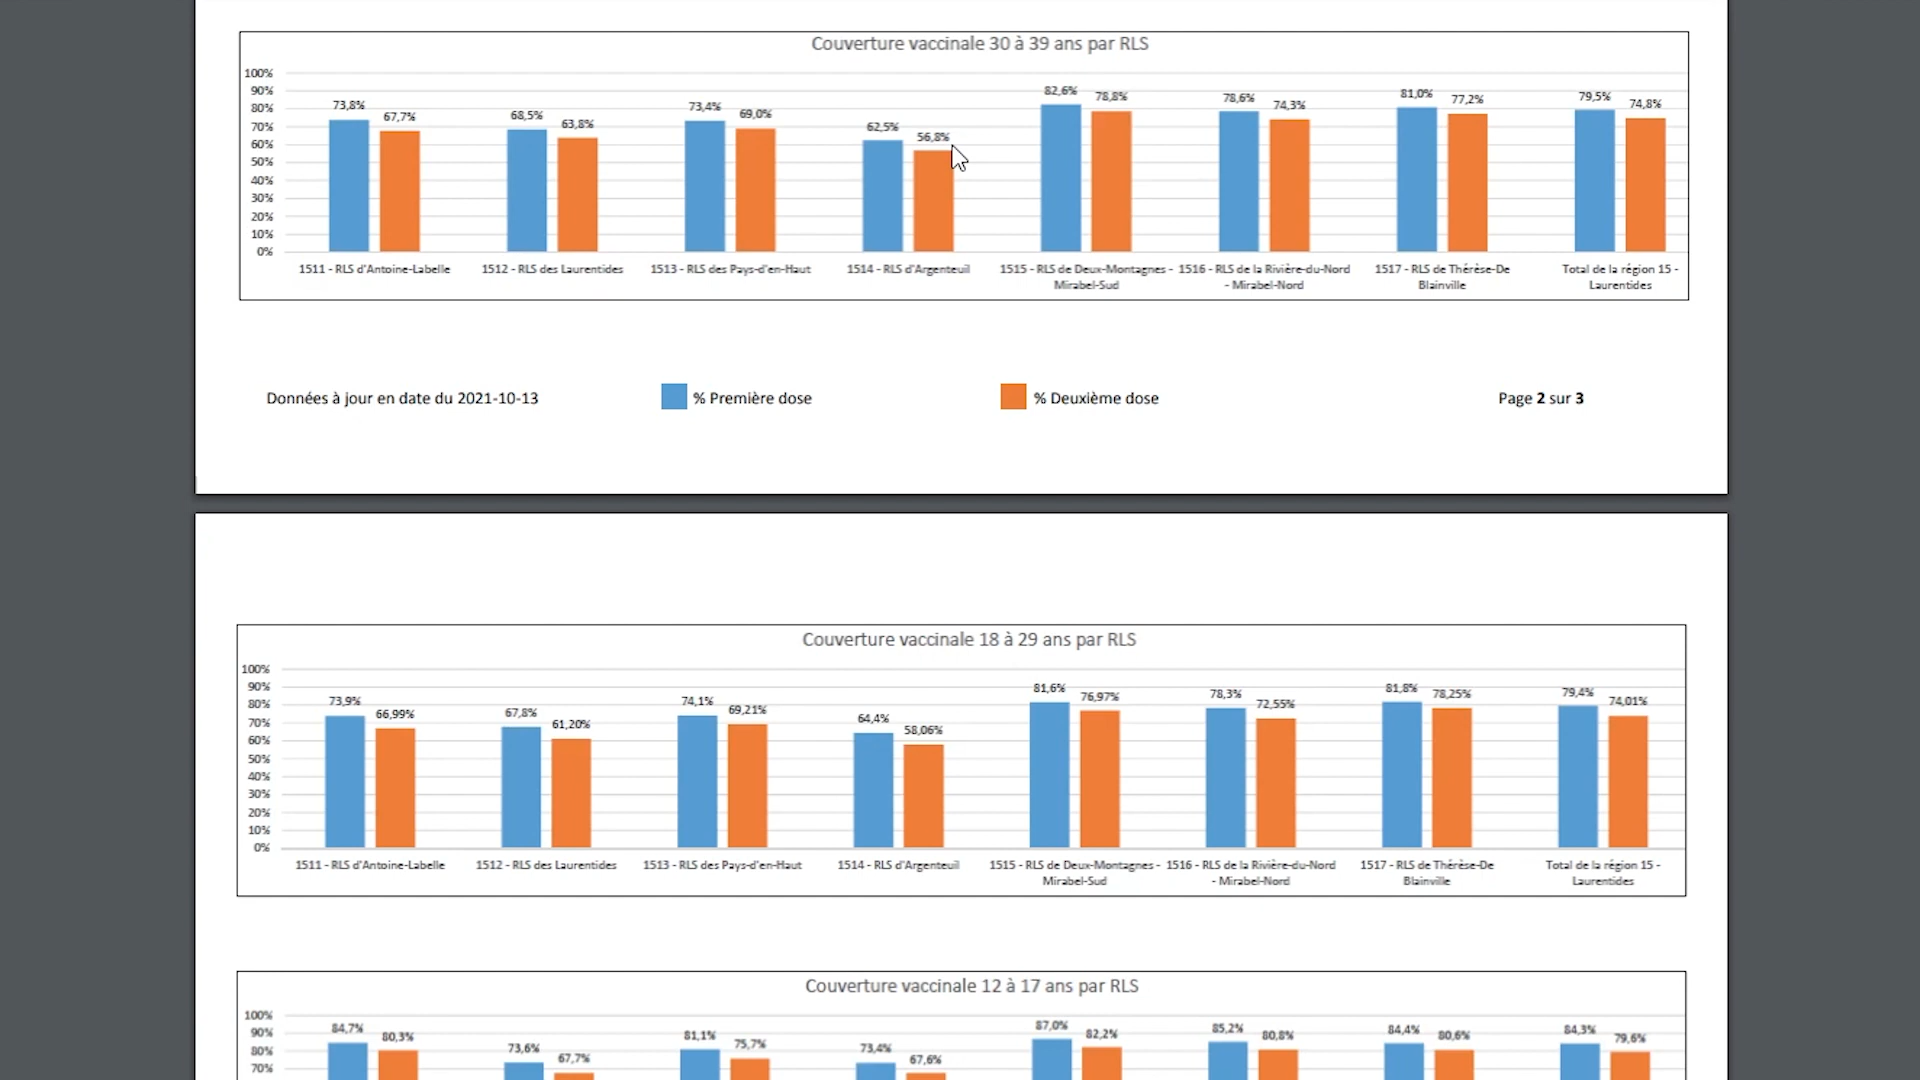 Couverture vaccinale 30 à 39 ans par RLS
100%
90%
80%
70%
60%
50%
40%
30%
20%
10%
0%
73,8% 67,7% 68,5% 63,8% 73,4% 69,0% 62,5% 56,8% 82,6% 78,8% 78,6% 74,3% 81,0% 77,2% 79,5% 74,8%
1511 - RLS d'Antoine-Labelle
1512 - RLS des Laurentides
1513 - RLS des Pays-d'en-Haut
1514 - RLS d'Argenteuil
1515 - RLS de Deux-Montagnes -
Mirabel-Sud
1516 - RLS de la Rivière-du-Nord
- Mirabel-Nord
1517 - RLS de Thérèse-De
Blainville
Total de la région 15 -
Laurentides
Données à jour en date du 2021-10-13
% Première dose
% Deuxième dose
Page 2 sur 3
Couverture vaccinale 18 à 29 ans par RLS
100%
90%
80%
70%
60%
50%
40%
30%
20%
10%
0%
73,9% 66,99% 67,8% 61,20% 74,1% 69,21% 64,4% 58,06% 81,6% 76,97% 78,3% 72,55% 81,8% 78,25% 79,4% 74,01%
1511 - RLS d'Antoine-Labelle
1512 - RLS des Laurentides
1513 - RLS des Pays-d'en-Haut
1514 - RLS d'Argenteuil
1515 - RLS de Deux-Montagnes -
Mirabel-Sud
1516 - RLS de la Rivière-du-Nord
- Mirabel-Nord
1517 - RLS de Thérèse-De
Blainville
Total de la région 15 -
Laurentides
Couverture vaccinale 12 à 17 ans par RLS
100%
90%
80%
70%
84,7% 80,3% 73,6% 67,7% 81,1% 75,7% 73,4% 67,6% 87,0% 82,2% 85,2% 80,8% 84,4% 80,6% 84,3% 79,6%